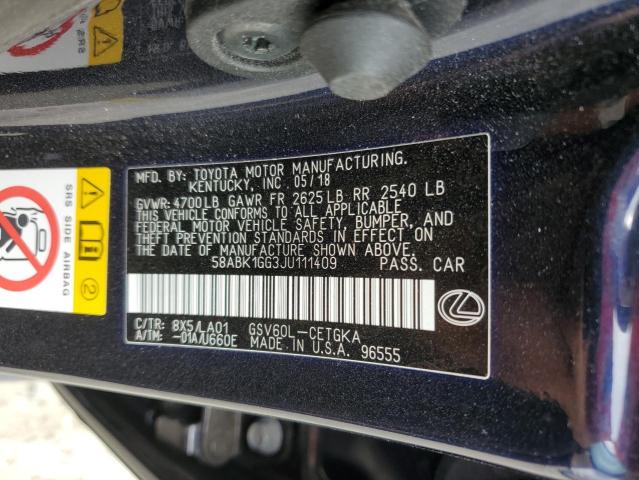 MFD. BY: TOYOTA MOTOR MANUFACTURING.
KENTUCKY, INC 05/18
GVWR: 4700LB GAWR FR 2625LB RR 2540 LB
THIS VEHICLE CONFORMS TO ALL APPLICABLE
FEDERAL MOTOR VEHICLE SAFETY BUMPER, AND
THEFT PREVENTION STANDARDS IN EFFECT ON
THE DATE OF MANUFACTURE SHOWN ABOVE.
58ABK1GG3JU111409 PASS. CAR
C/TR: 8X5/LA01 GSV60L-CETGKA
A/TM: -01A/U660E MADE IN U.S.A. 96555
SRS SIDE AIRBAG
2